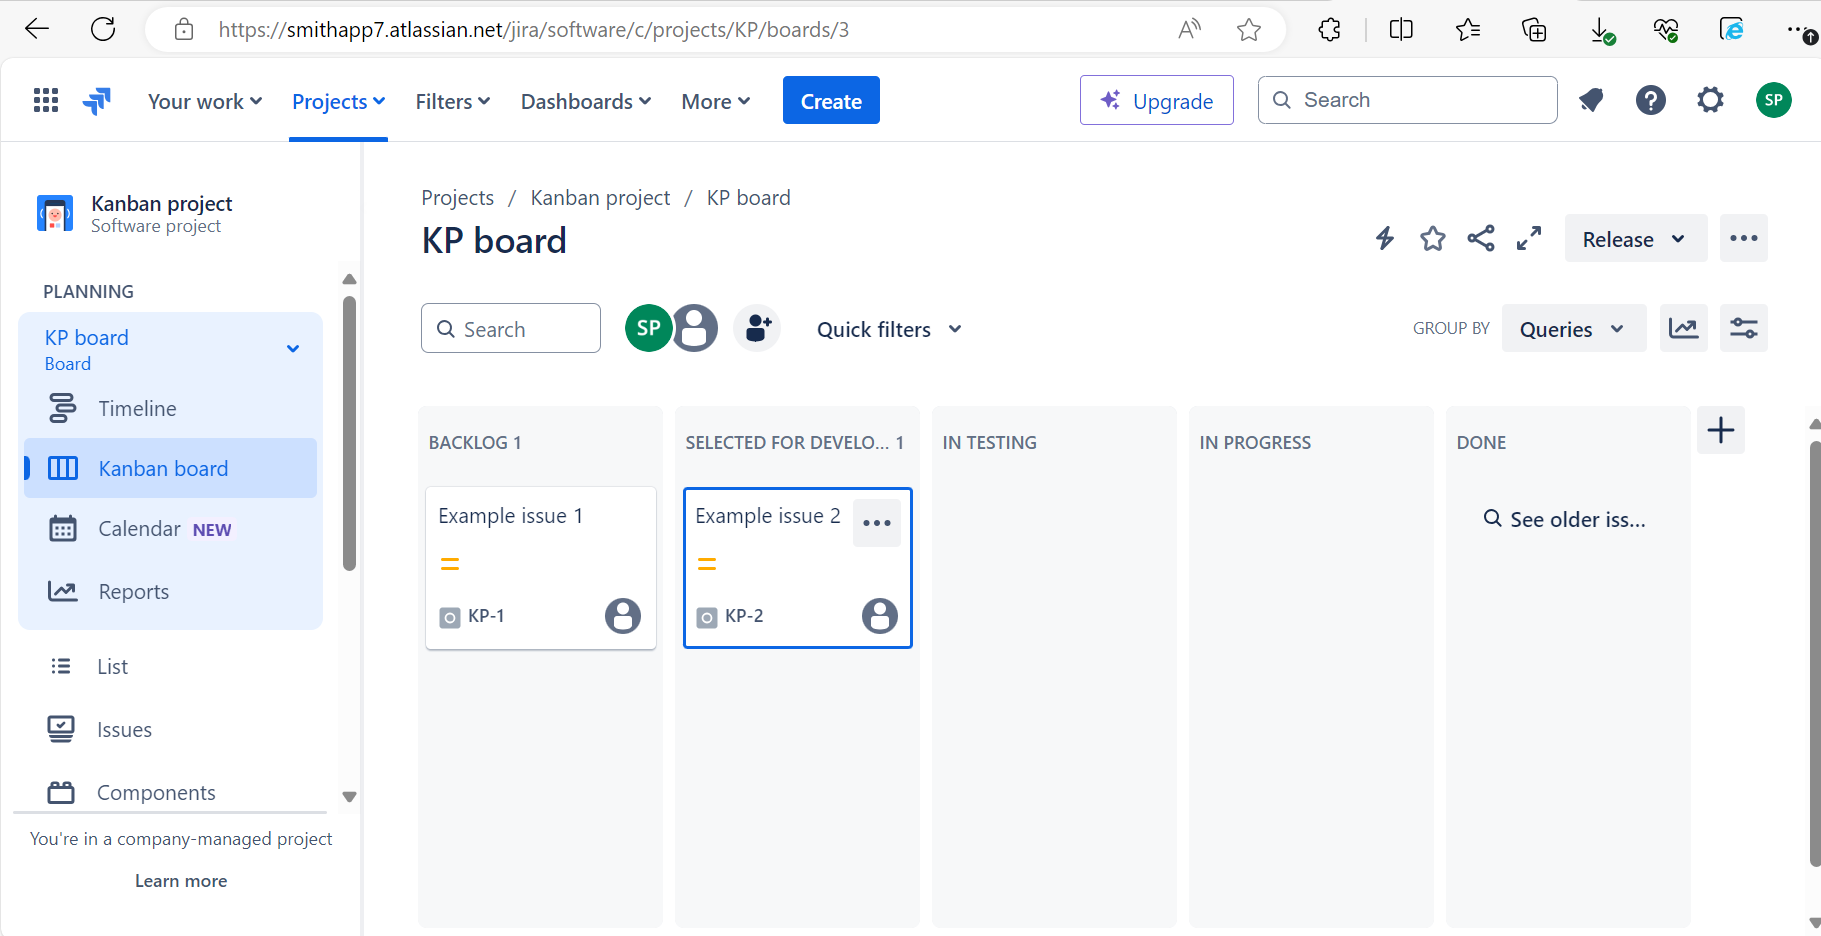 https://smithapp7.atlassian.net/jira/software/c/projects/KP/boards/3
Your work
Projects
Filters
Dashboards
More
Create
Upgrade
Search
SP
Kanban project
Software project
PLANNING
KP board
Board
Timeline
Kanban board
Calendar NEW
Reports
List
Issues
Components
You're in a company-managed project
Learn more
Projects / Kanban project / KP board
KP board
Release
Search
SP
Quick filters
GROUP BY
Queries
BACKLOG 1
SELECTED FOR DEVELO... 1
IN TESTING
IN PROGRESS
DONE
Example issue 1
KP-1
Example issue 2
KP-2
See older iss...